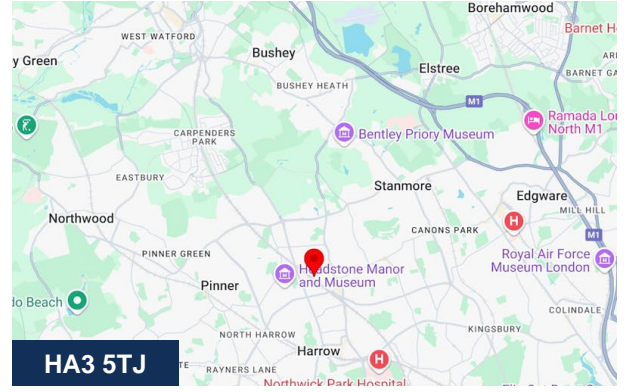 Borehamwood
WEST WATFORD
Barnet H
y Green
Bushey
Elstree
BARNET GA
BUSHEY HEATH
M1
Ramada Lon
North M1
CARPENDERS
PARK
Bentley Priory Museum
EASTBURY
Stanmore
Edgware
H
MILL HILL
Northwood
CANONS PARK
M1
PINNER GREEN
Royal Air Force
Museum London
Headstone Manor
and Museum
Pinner
do Beach
COLINDALE
NORTH HARROW
KINGSBURY
Harrow
H
HA3 5TJ
TE
RAYNERS LANE
Northwick Park Hospital